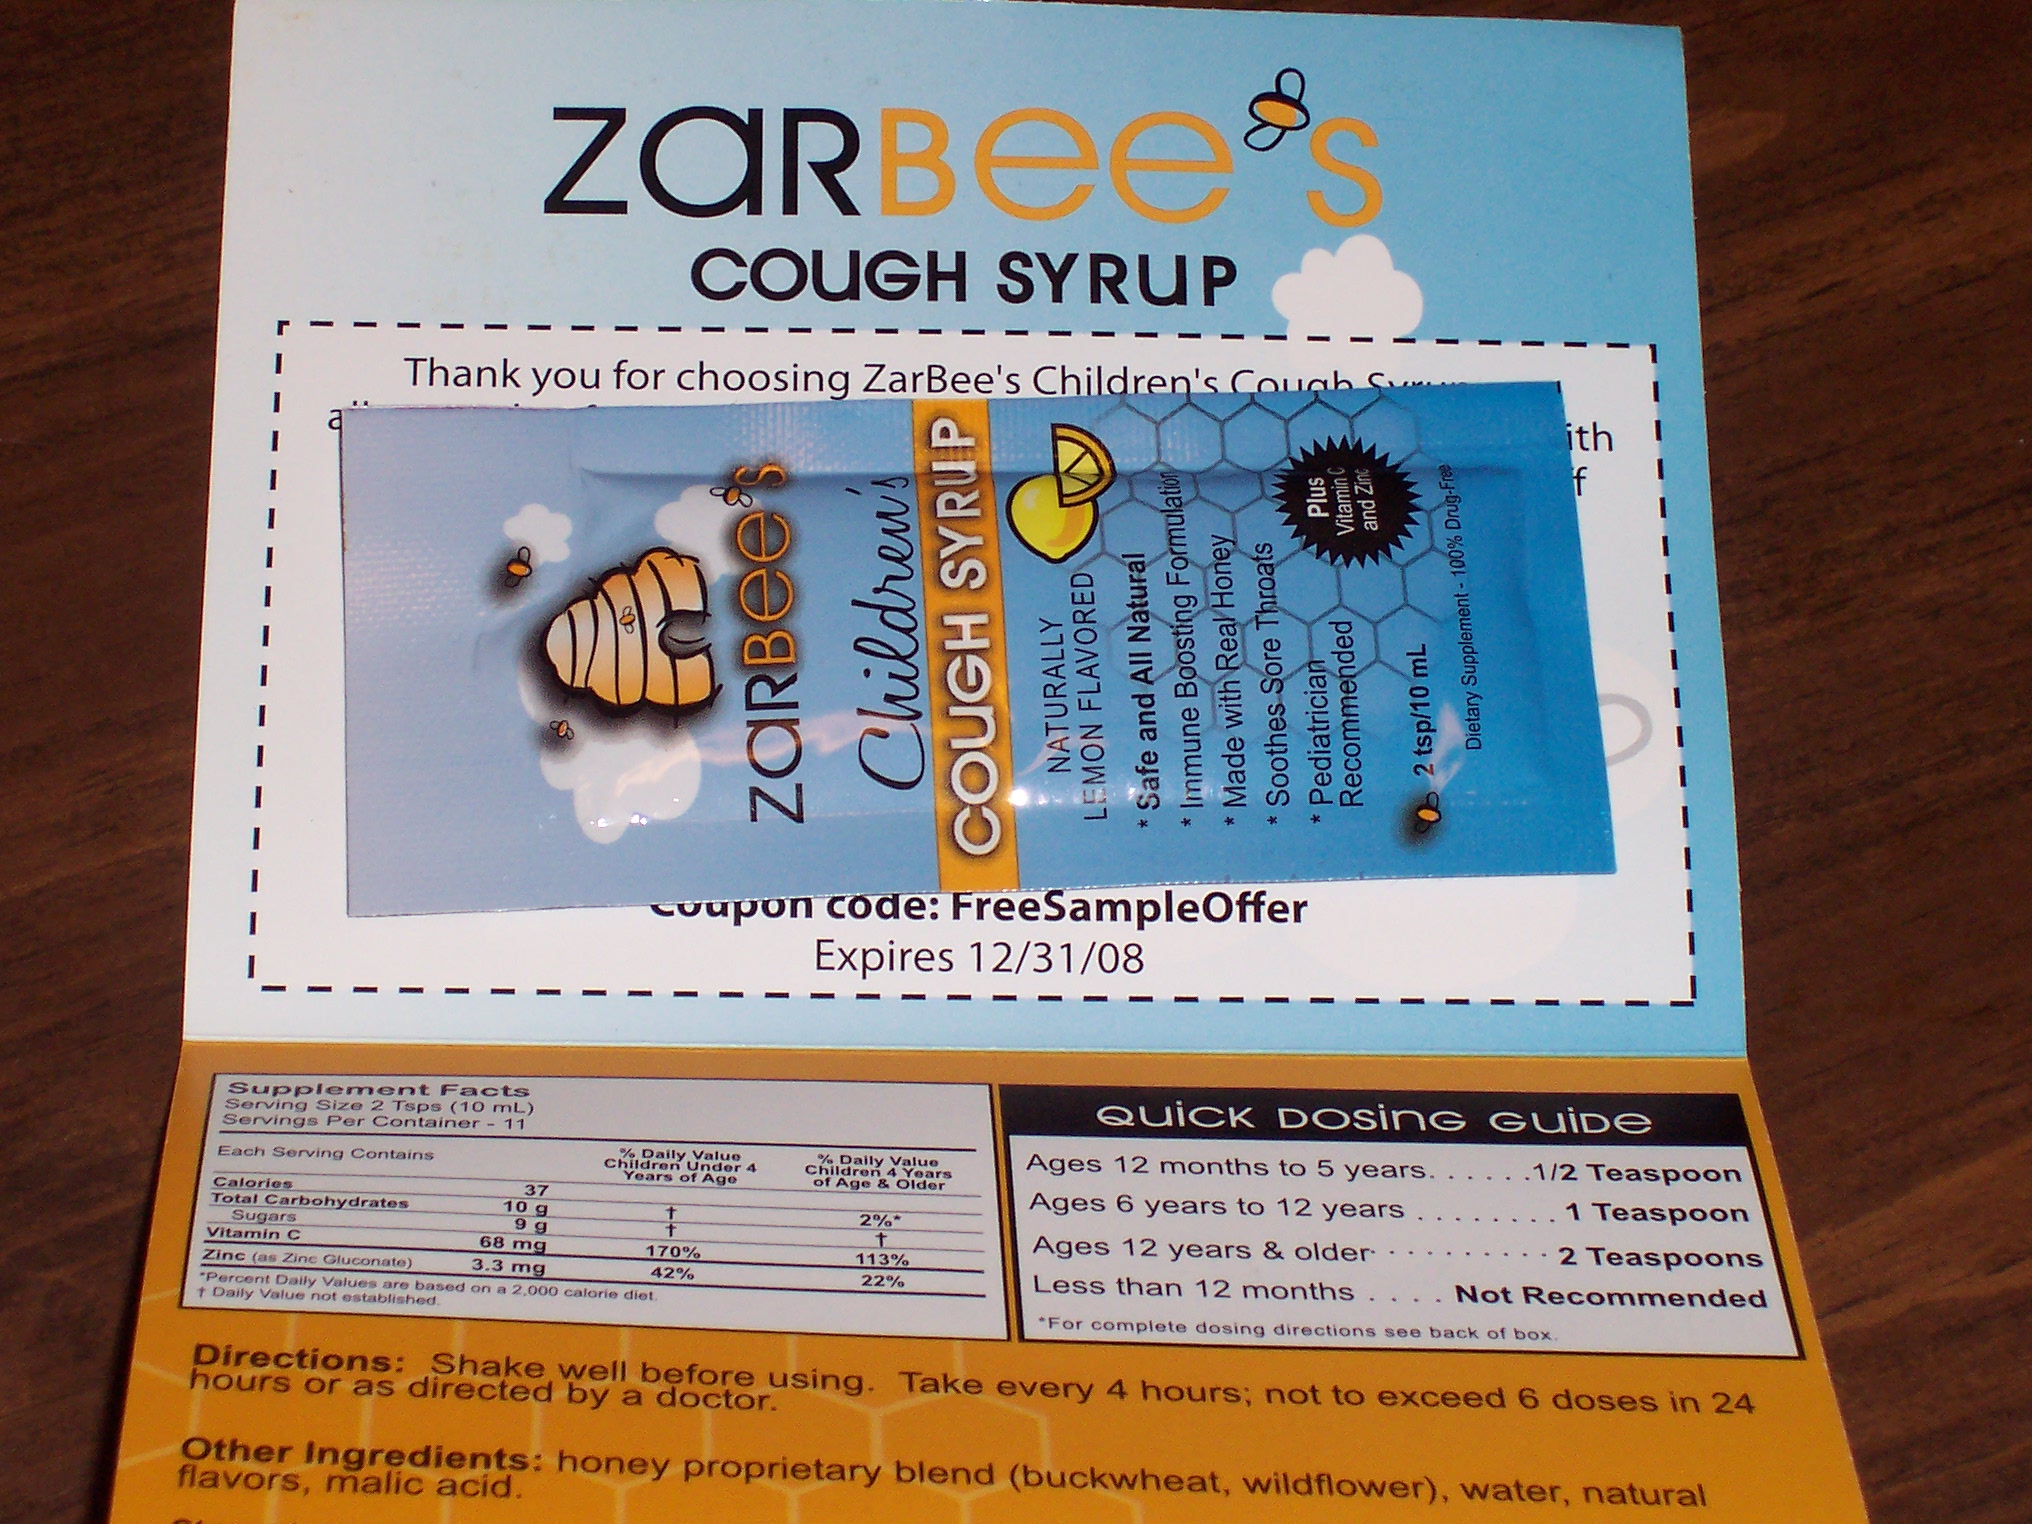 ZARBEE'S
COUGH SYRUP
Thank you for choosing ZarBee's Children's Cough Syrup
ith
f
ZARBEE'S
Children's
COUGH SYRUP
NATURALLY
LEMON FLAVORED
* Safe and All Natural
* Immune Boosting Formulation
* Made with Real Honey
* Soothes Sore Throats
* Pediatrician
Recommended
Plus
Vitamin C
and Zinc
2 tsp/10 mL
Dietary Supplement - 100% Drug-Free
Coupon code: FreeSampleOffer
Expires 12/31/08
Supplement Facts
Serving Size 2 Tsps (10 mL)
Servings Per Container - 11
Each Serving Contains % Daily Value Children Under 4 Years of Age % Daily Value Children 4 Years of Age & Older
Calories 37
Total Carbohydrates 10 g † 2%*
Sugars 9 g † †
Vitamin C 68 mg 170% 113%
Zinc (as Zinc Gluconate) 3.3 mg 42% 22%
*Percent Daily Values are based on a 2,000 calorie diet.
† Daily Value not established.
QUICK DOSING GUIDE
Ages 12 months to 5 years. . . . . . .1/2 Teaspoon
Ages 6 years to 12 years . . . . . . . . 1 Teaspoon
Ages 12 years & older. . . . . . . . . . 2 Teaspoons
Less than 12 months . . . . Not Recommended
*For complete dosing directions see back of box.
Directions: Shake well before using. Take every 4 hours; not to exceed 6 doses in 24
hours or as directed by a doctor.
Other Ingredients: honey proprietary blend (buckwheat, wildflower), water, natural
flavors, malic acid.